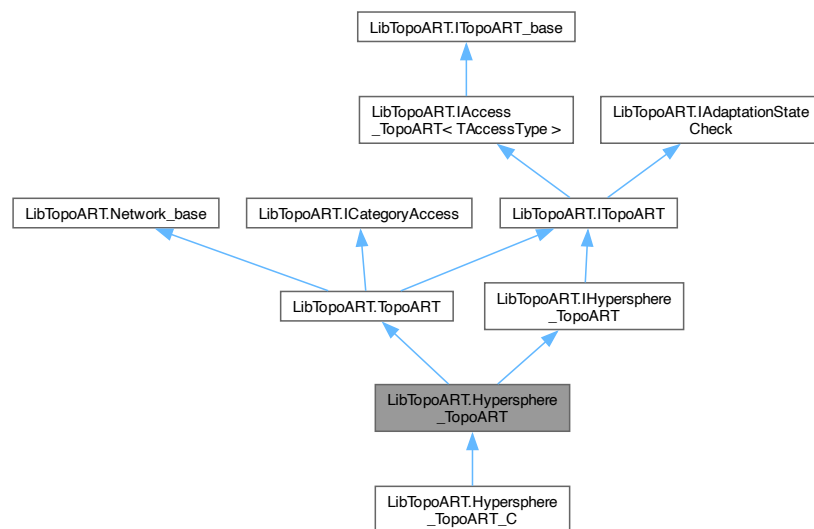 LibTopoART.ITopoART_base
LibTopoART.IAccess
_TopoART< TAccessType >
LibTopoART.IAdaptationState
Check
LibTopoART.Network_base
LibTopoART.ICategoryAccess
LibTopoART.ITopoART
LibTopoART.TopoART
LibTopoART.IHypersphere
_TopoART
LibTopoART.Hypersphere
_TopoART
LibTopoART.Hypersphere
_TopoART_C